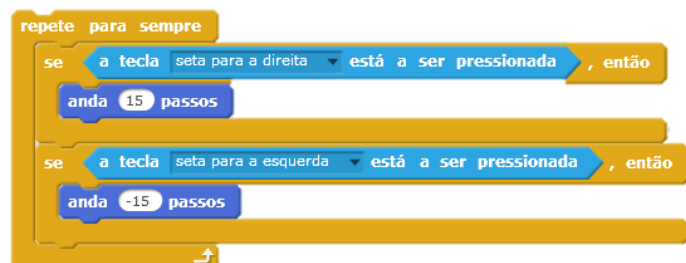 repete para sempre
se a tecla seta para a direita está a ser pressionada , então
anda 15 passos
se a tecla seta para a esquerda está a ser pressionada , então
anda -15 passos